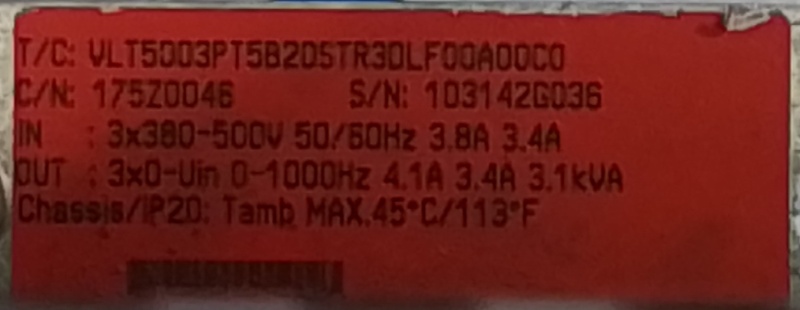 T/C: VLT5003PT5B20STR3DLF00A00C0
C/N: 175Z0046 S/N: 103142G036
IN : 3x380-500V 50/60Hz 3.8A 3.4A
OUT : 3x0-Uin 0-1000Hz 4.1A 3.4A 3.1kVA
Chassis/IP20: Tamb MAX.45°C/113°F